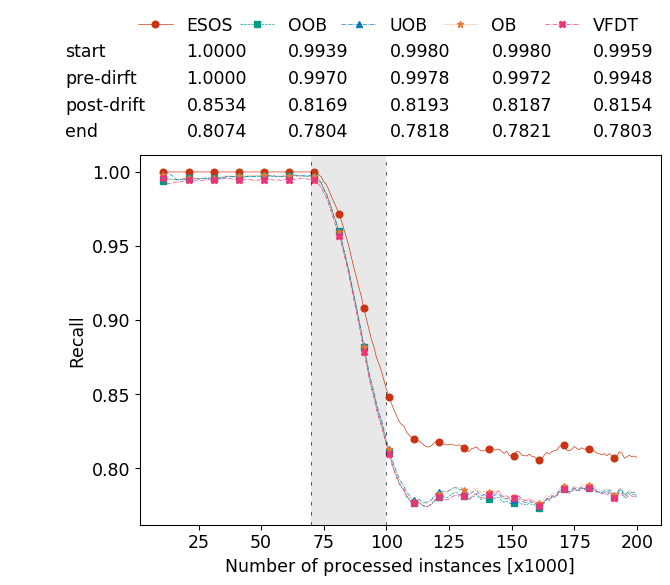 ESOS OOB UOB OB VFDT
start 1.0000 0.9939 0.9980 0.9980 0.9959
pre-dirft 1.0000 0.9970 0.9978 0.9972 0.9948
post-drift 0.8534 0.8169 0.8193 0.8187 0.8154
end 0.8074 0.7804 0.7818 0.7821 0.7803
1.00
0.95
0.90
0.85
0.80
Recall
25 50 75 100 125 150 175 200
Number of processed instances [x1000]